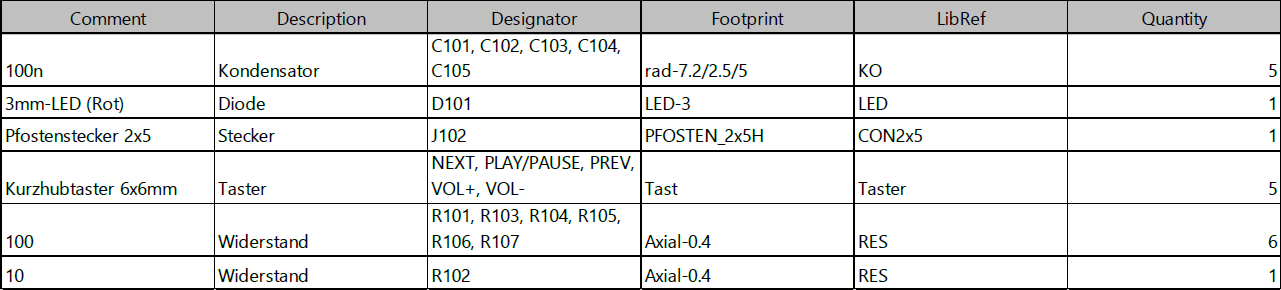 Comment Description Designator Footprint LibRef Quantity
C101, C102, C103, C104,
100n Kondensator C105 rad-7.2/2.5/5 KO 5
3mm-LED (Rot) Diode D101 LED-3 LED 1
Pfostenstecker 2x5 Stecker J102 PFOSTEN_2x5H CON2x5 1
NEXT, PLAY/PAUSE, PREV,
Kurzhubtaster 6x6mm Taster VOL+, VOL- Tast Taster 5
R101, R103, R104, R105,
100 Widerstand R106, R107 Axial-0.4 RES 6
10 Widerstand R102 Axial-0.4 RES 1